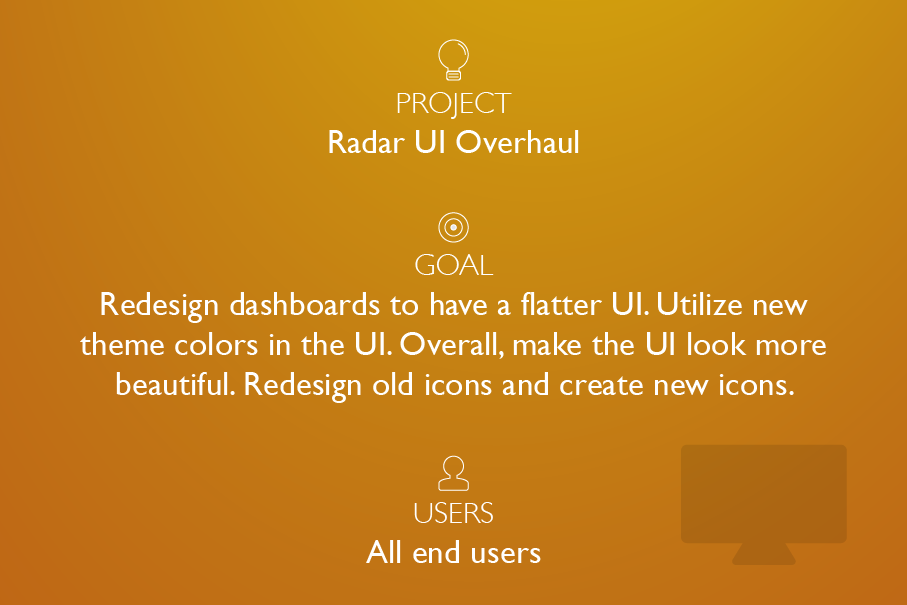 PROJECT
Radar UI Overhaul
GOAL
Redesign dashboards to have a flatter UI. Utilize new
theme colors in the UI. Overall, make the UI look more
beautiful. Redesign old icons and create new icons.
USERS
All end users